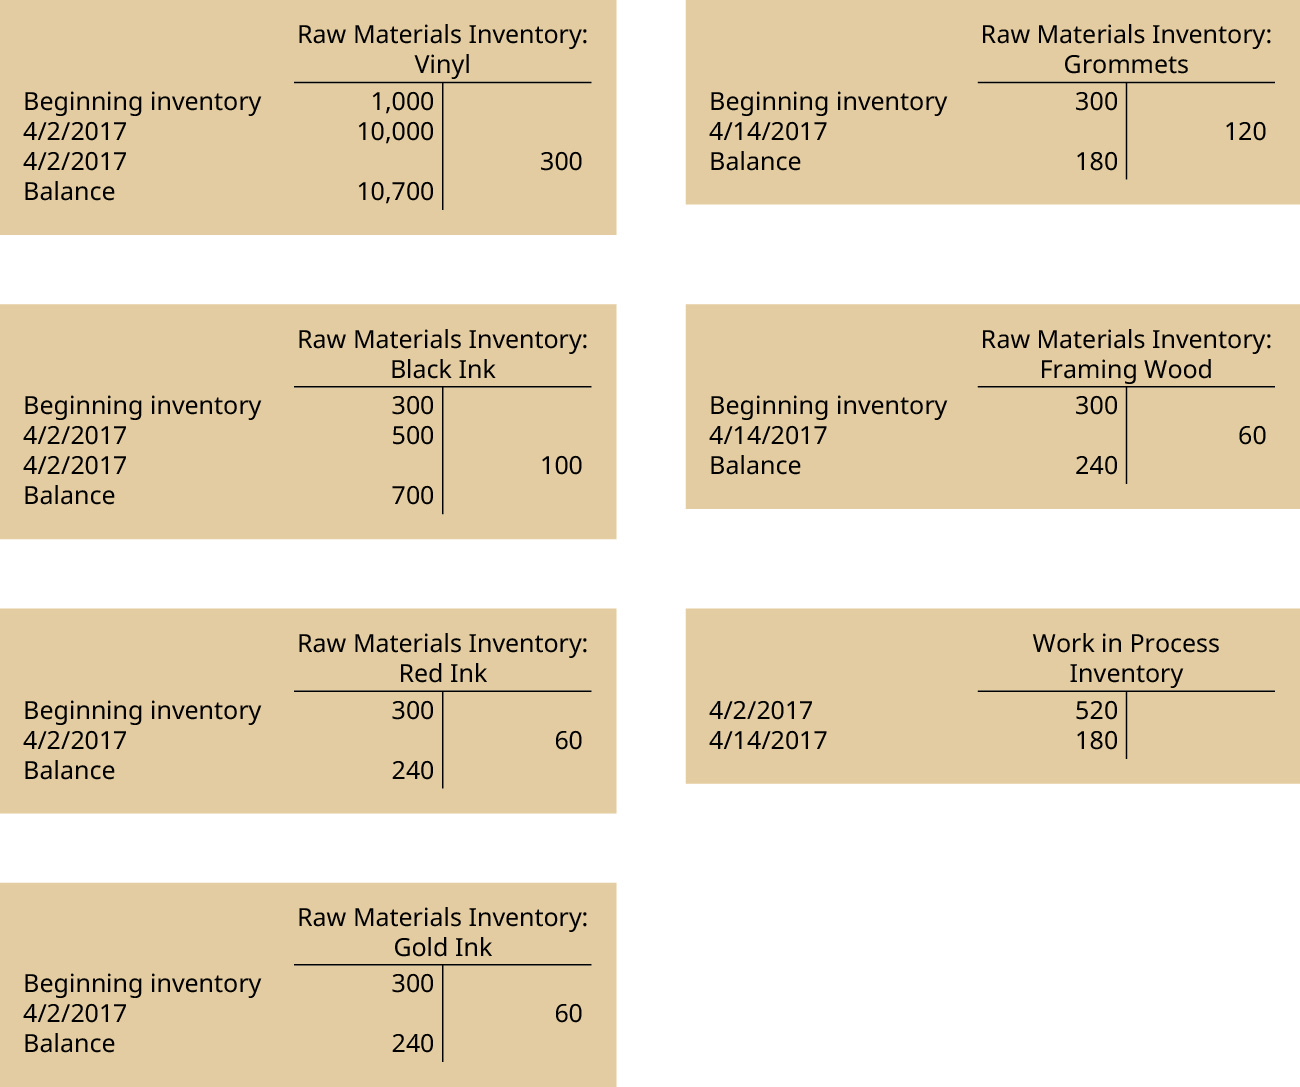 Raw Materials Inventory:
Vinyl
Beginning inventory 1,000
4/2/2017 10,000
4/2/2017 300
Balance 10,700
Raw Materials Inventory:
Grommets
Beginning inventory 300
4/14/2017 120
Balance 180
Raw Materials Inventory:
Black Ink
Beginning inventory 300
4/2/2017 500
4/2/2017 100
Balance 700
Raw Materials Inventory:
Framing Wood
Beginning inventory 300
4/14/2017 60
Balance 240
Raw Materials Inventory:
Red Ink
Beginning inventory 300
4/2/2017 60
Balance 240
Work in Process
Inventory
4/2/2017 520
4/14/2017 180
Raw Materials Inventory:
Gold Ink
Beginning inventory 300
4/2/2017 60
Balance 240